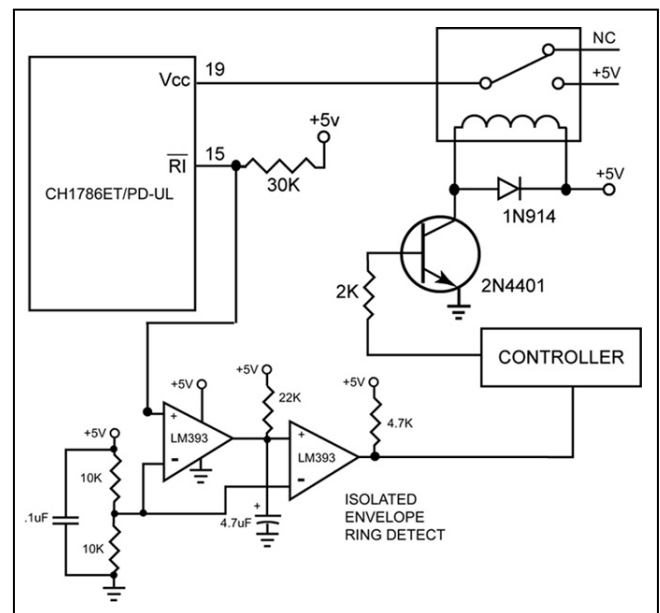 NC
19
Vcc
+5V
+5v
RI
15
30K
CH1786ET/PD-UL
+5V
1N914
2N4401
2K
CONTROLLER
+5V
+5V
+5V
22K
4.7K
+
LM393
-
+5V
10K
+
LM393
-
.1uF
10K
+
4.7uF
ISOLATED
ENVELOPE
RING DETECT